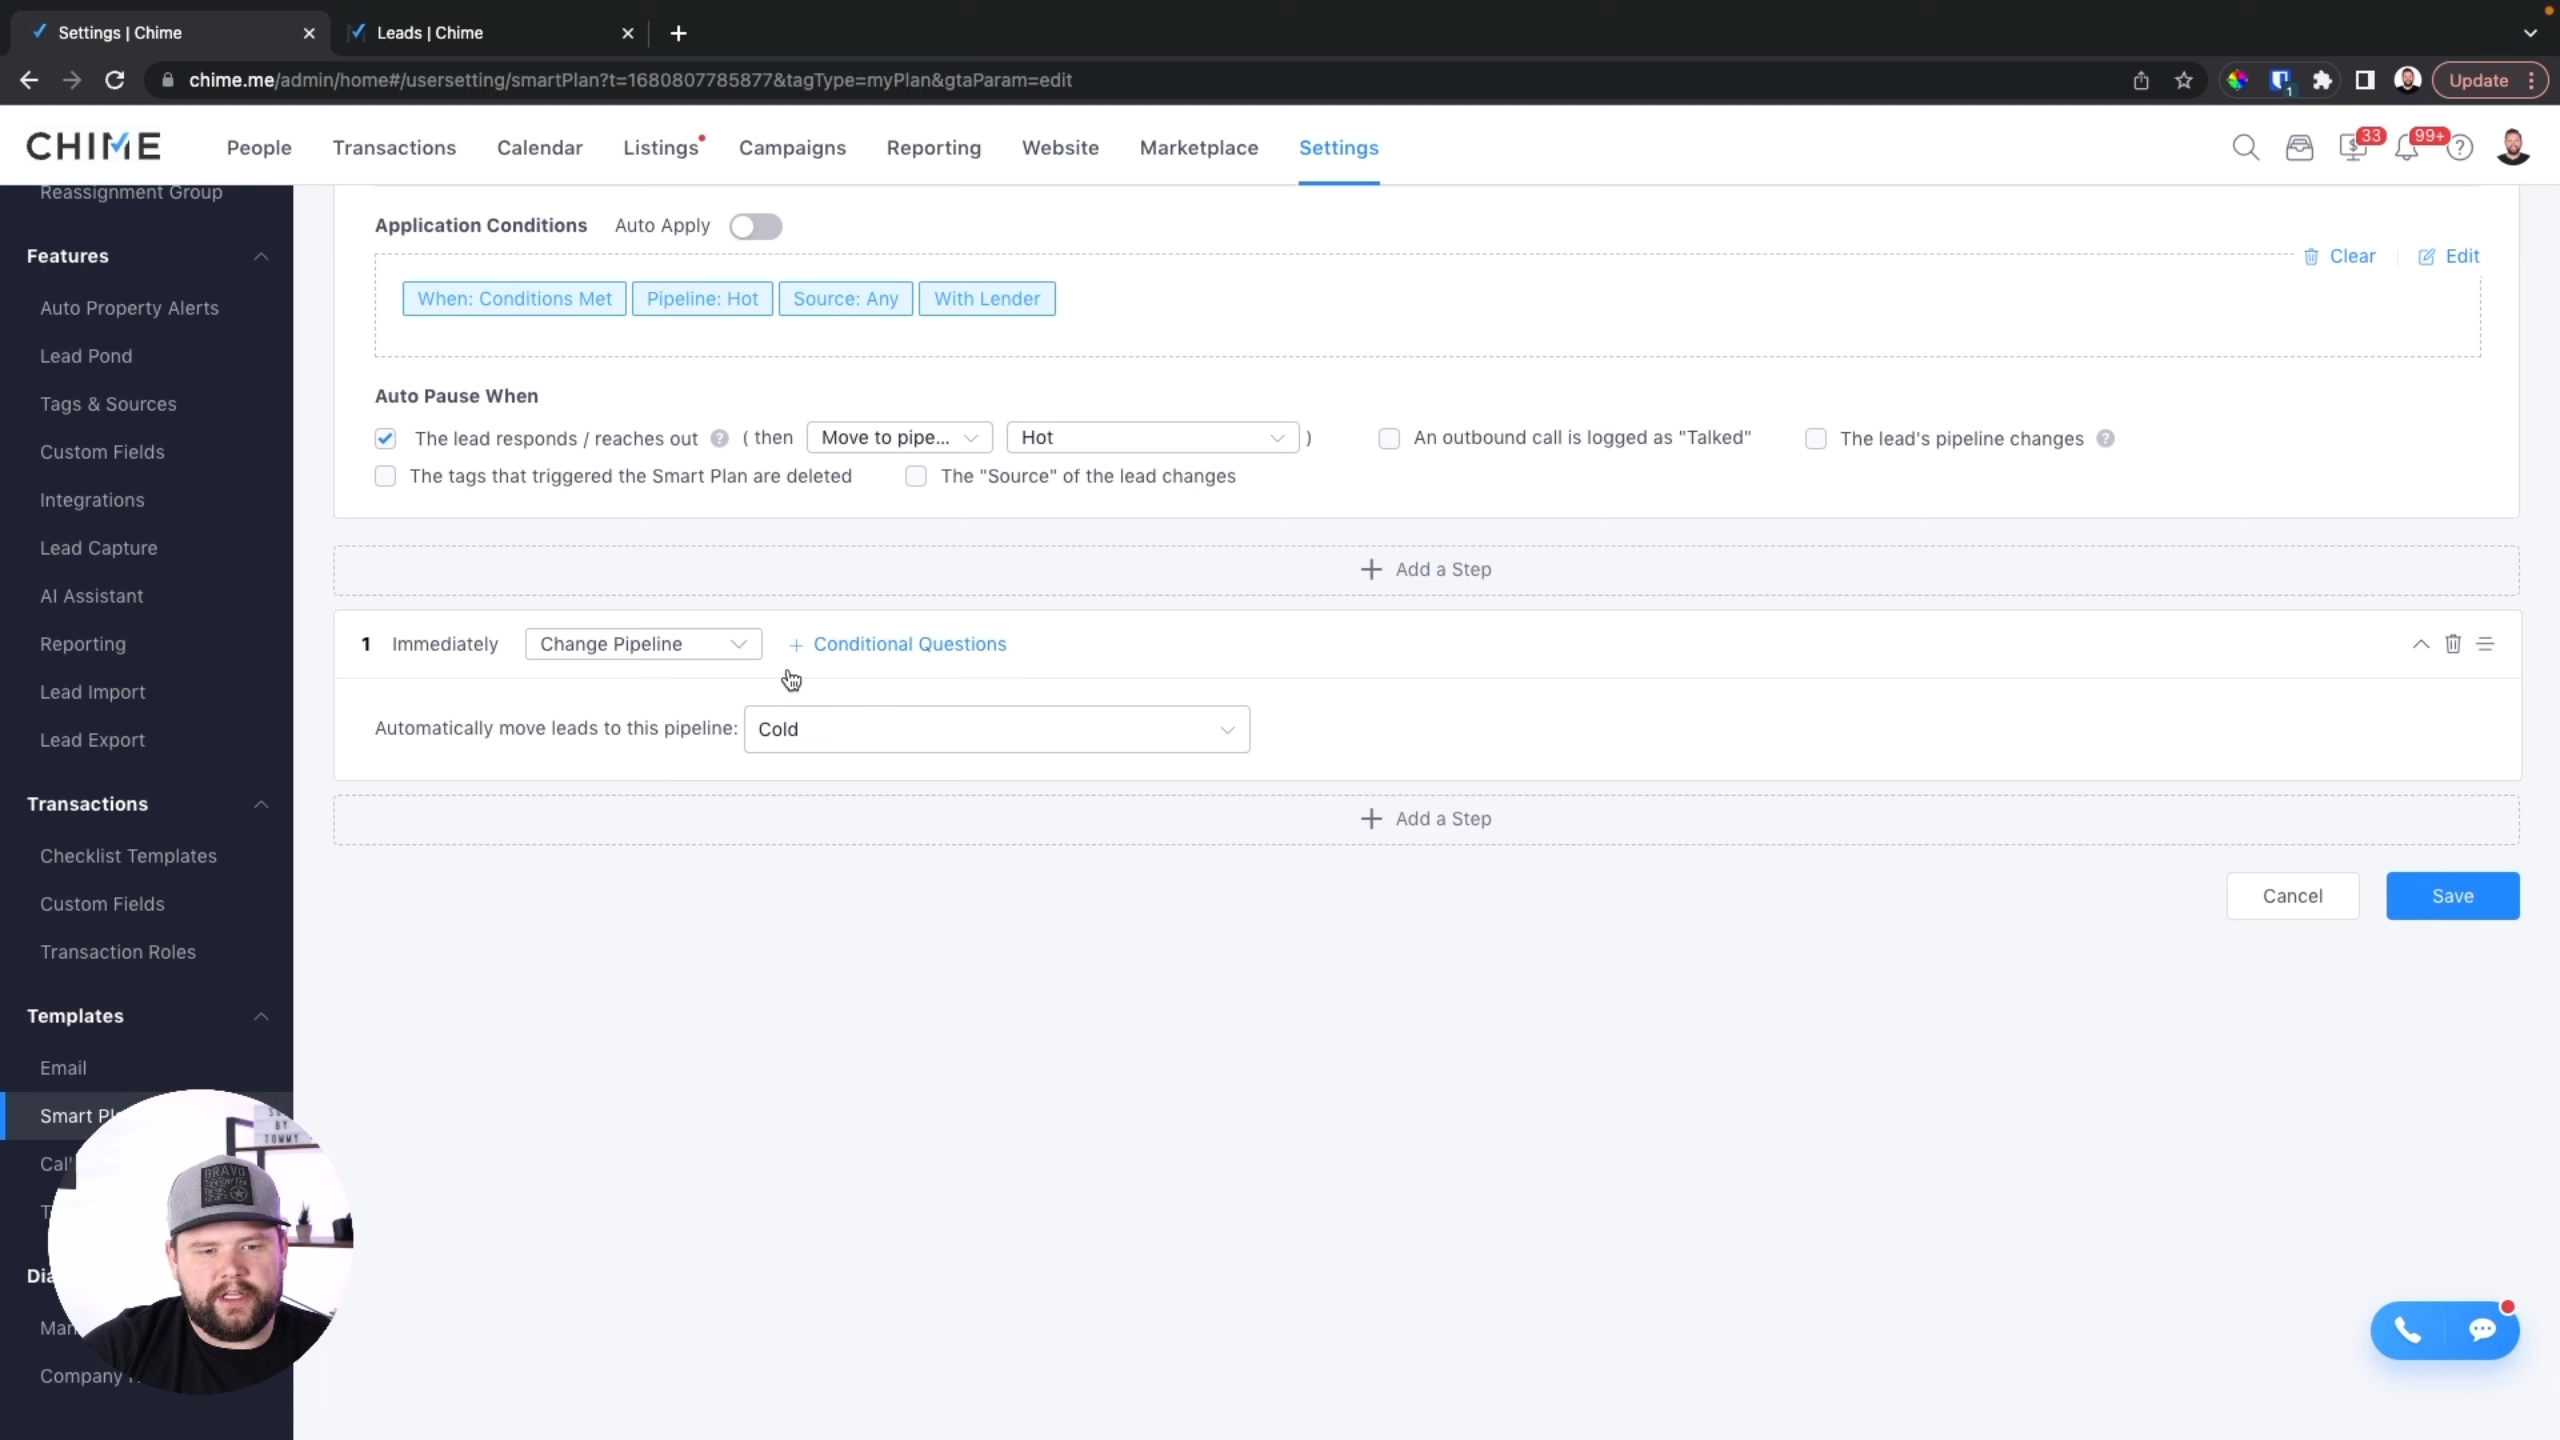 Settings | Chime
Leads | Chime
chime.me/admin/home#/usersetting/smartPlan?t=1680807785877&tagType=myPlan&gtaParam=edit
1
Update
CHIME
People
Transactions
Calendar
Listings
Campaigns
Reporting
Website
Marketplace
Settings
33
99+
Reassignment Group
Features
Auto Property Alerts
Lead Pond
Tags & Sources
Custom Fields
Integrations
Lead Capture
AI Assistant
Reporting
Lead Import
Lead Export
Transactions
Checklist Templates
Custom Fields
Transaction Roles
Templates
Email
Smart Pl
Cal
Company
Application Conditions Auto Apply
Clear
Edit
When: Conditions Met
Pipeline: Hot
Source: Any
With Lender
Auto Pause When
The lead responds / reaches out ? ( then Move to pipe... Hot )
An outbound call is logged as "Talked"
The lead's pipeline changes ?
The tags that triggered the Smart Plan are deleted
The "Source" of the lead changes
+ Add a Step
1 Immediately Change Pipeline + Conditional Questions
Automatically move leads to this pipeline: Cold
+ Add a Step
Cancel
Save
BY
TOMMY
BRAVO